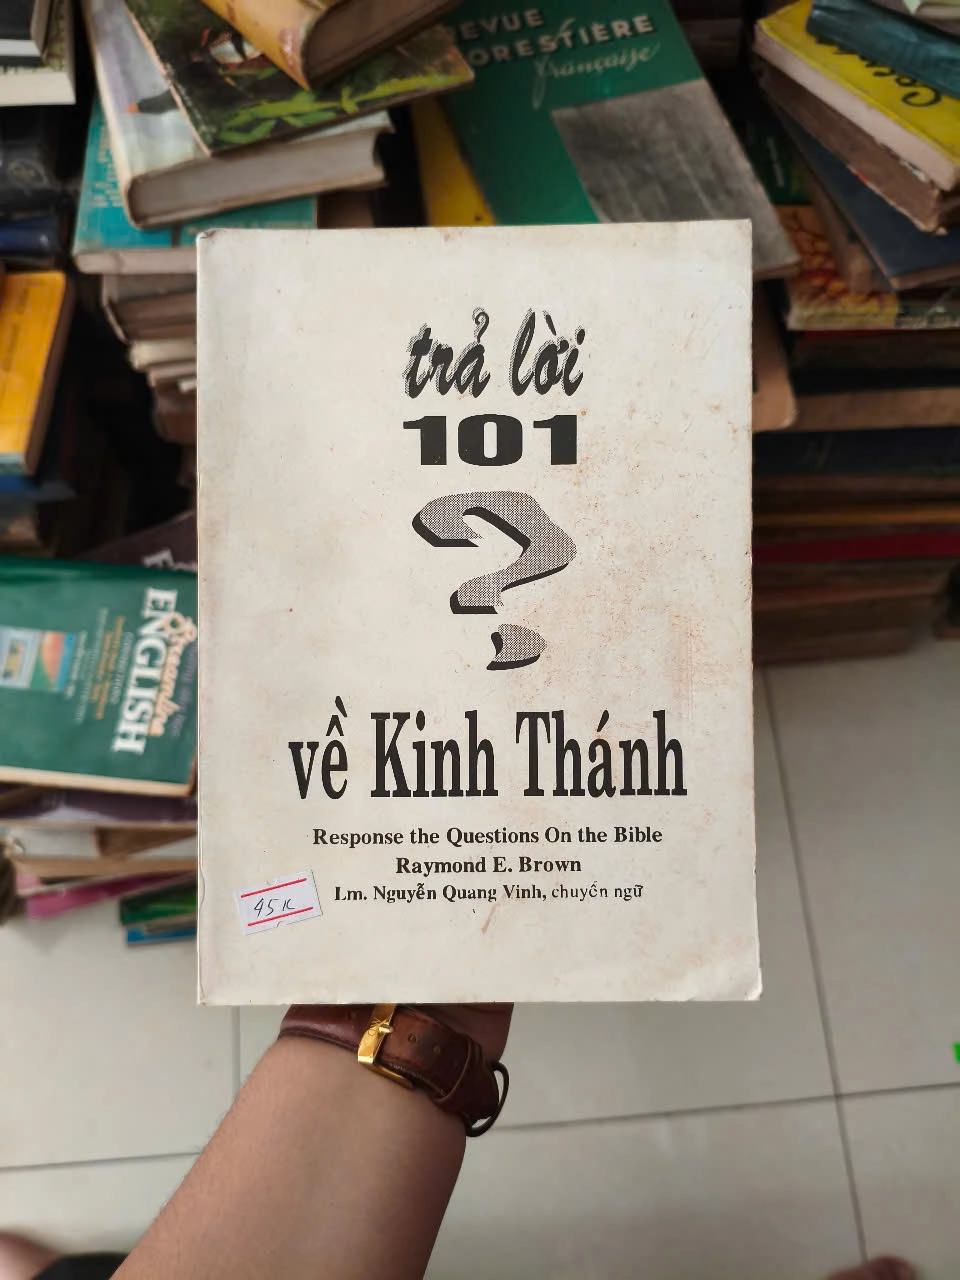 REVUE
FORESTIÈRE
française
trả lời
101
?
về Kinh Thánh
Response the Questions On the Bible
Raymond E. Brown
Lm. Nguyễn Quang Vinh, chuyển ngữ
45K
Streamline
ENGLISH